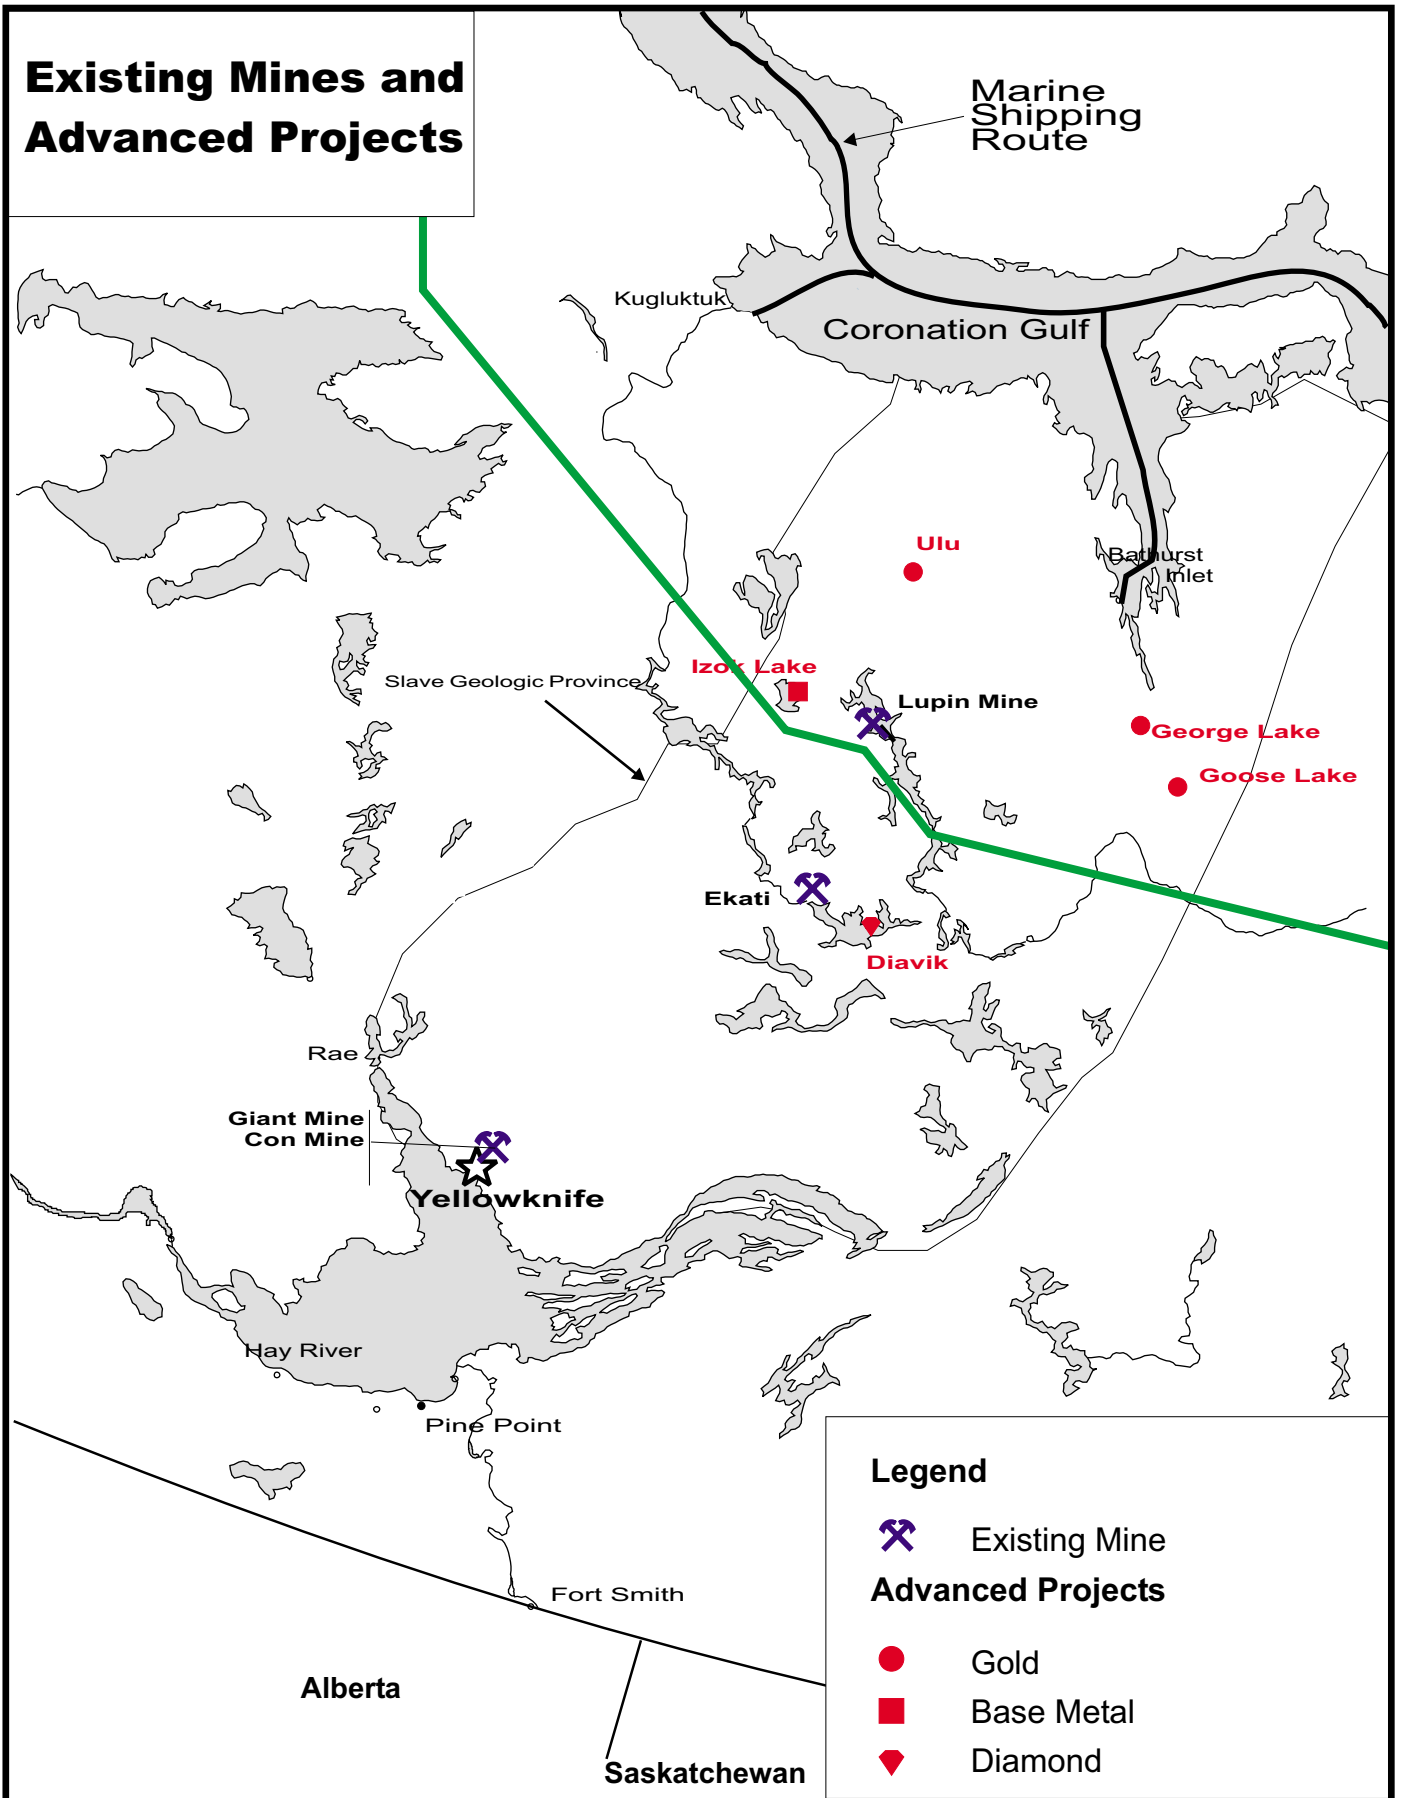 Existing Mines and
Advanced Projects
Marine
Shipping
Route
Kugluktuk
Coronation Gulf
Ulu
Bathurst
Inlet
Izok Lake
Slave Geologic Province
Lupin Mine
George Lake
Goose Lake
Ekati
Diavik
Rae
Giant Mine
Con Mine
Yellowknife
Hay River
Pine Point
Legend
Existing Mine
Advanced Projects
Fort Smith
Gold
Alberta
Base Metal
Diamond
Saskatchewan